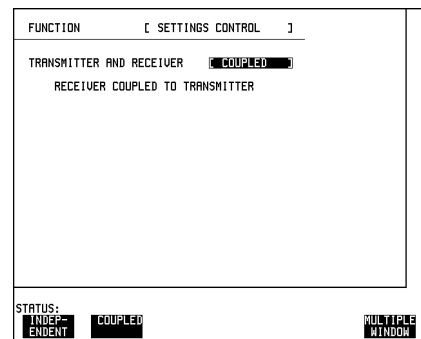 FUNCTION [ SETTINGS CONTROL ]
TRANSMITTER AND RECEIVER [ COUPLED ]
RECEIVER COUPLED TO TRANSMITTER
STATUS:
INDEP-
ENDENT
COUPLED
MULTIPLE
WINDOW